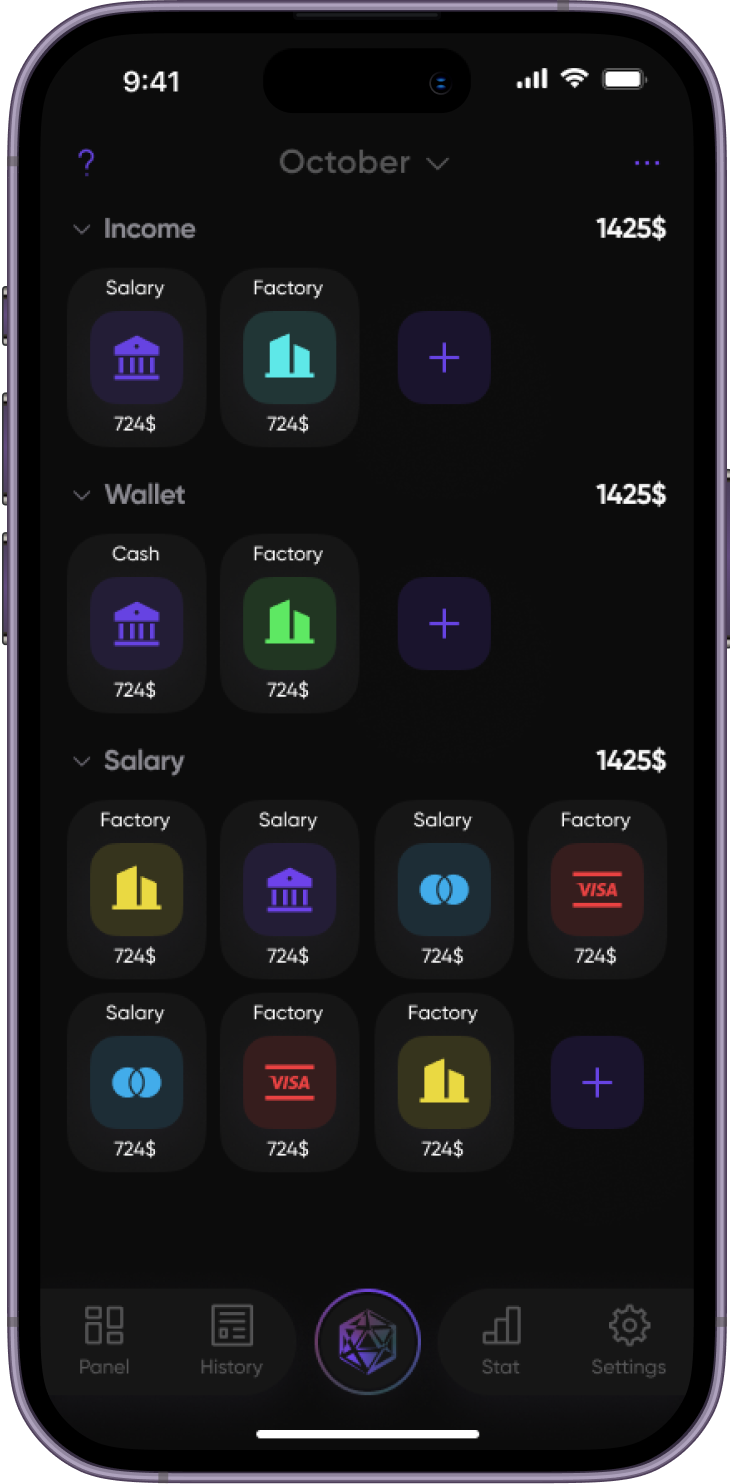 9:41
?
October
...
Income 1425$
Salary Factory
724$ 724$
Wallet 1425$
Cash Factory
724$ 724$
Salary 1425$
Factory Salary Salary Factory
VISA
724$ 724$ 724$ 724$
Salary Factory Factory
VISA
724$ 724$ 724$
Panel History Stat Settings